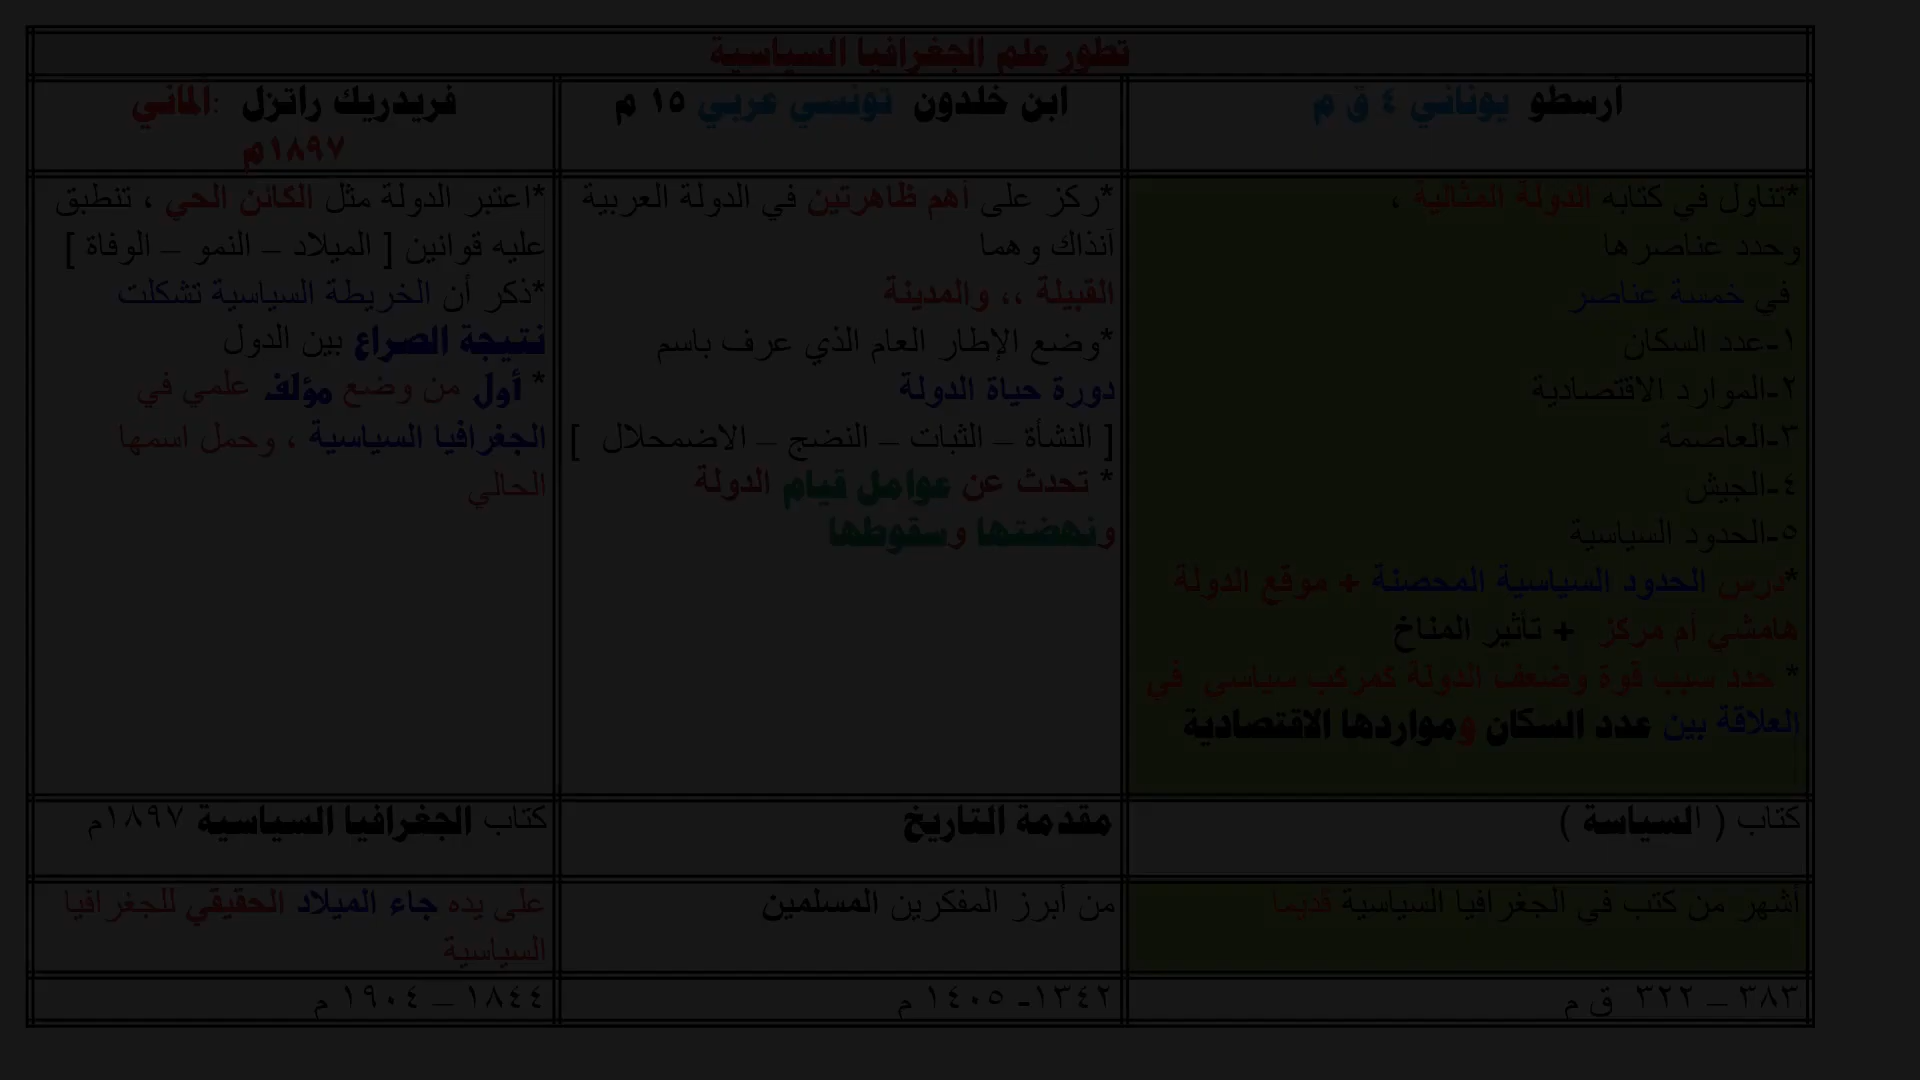 تطور علم الجغرافيا السياسية
أرسطو يوناني ٤ ق م
ابن خلدون تونسي عربي ١٥ م
فريدريك راتزل :ألماني
١٨٩٧م
*تناول في كتابه الدولة المثالية ،
وحدد عناصرها
في خمسة عناصر
١-عدد السكان
٢-الموارد الاقتصادية
٣-العاصمة
٤-الجيش
٥-الحدود السياسية
*درس الحدود السياسية المحصنة + موقع الدولة
هامشي أم مركز + تأثير المناخ
* حدد سبب قوة وضعف الدولة كمركب سياسي في
العلاقة بين عدد السكان ومواردها الاقتصادية
*ركز على أهم ظاهرتين في الدولة العربية
آنذاك وهما
القبيلة ،، والمدينة
*وضع الإطار العام الذي عرف باسم
دورة حياة الدولة
[ النشأة – الثبات – النضج – الاضمحلال ]
* تحدث عن عوامل قيام الدولة
ونهضتها وسقوطها
*اعتبر الدولة مثل الكائن الحي ، تنطبق
عليه قوانين [ الميلاد – النمو – الوفاة ]
*ذكر أن الخريطة السياسية تشكلت
نتيجة الصراع بين الدول
* أول من وضع مؤلف علمي في
الجغرافيا السياسية ، وحمل اسمها
الحالي
كتاب ( السياسة )
مقدمة التاريخ
كتاب الجغرافيا السياسية ١٨٩٧م
أشهر من كتب في الجغرافيا السياسية قديما
من أبرز المفكرين المسلمين
على يده جاء الميلاد الحقيقي للجغرافيا
السياسية
٣٨٣ – ٣٢٢ ق م
١٣٤٢- ١٤٠٥ م
١٨٤٤ – ١٩٠٤ م